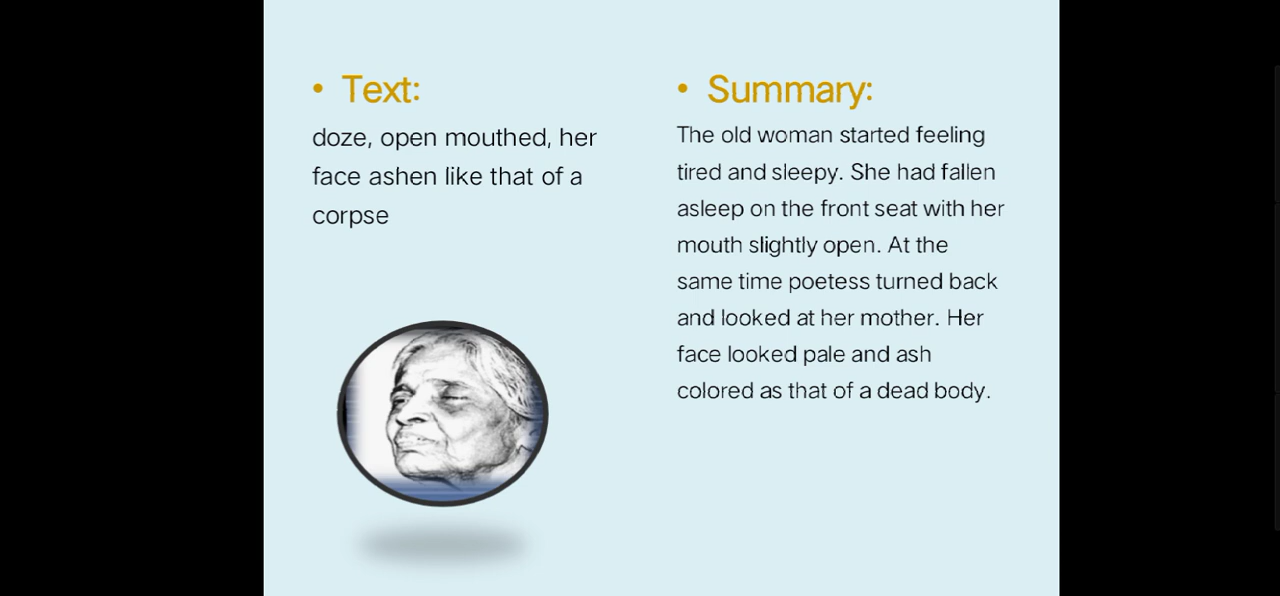 • Text:
doze, open mouthed, her
face ashen like that of a
corpse
• Summary:
The old woman started feeling
tired and sleepy. She had fallen
asleep on the front seat with her
mouth slightly open. At the
same time poetess turned back
and looked at her mother. Her
face looked pale and ash
colored as that of a dead body.